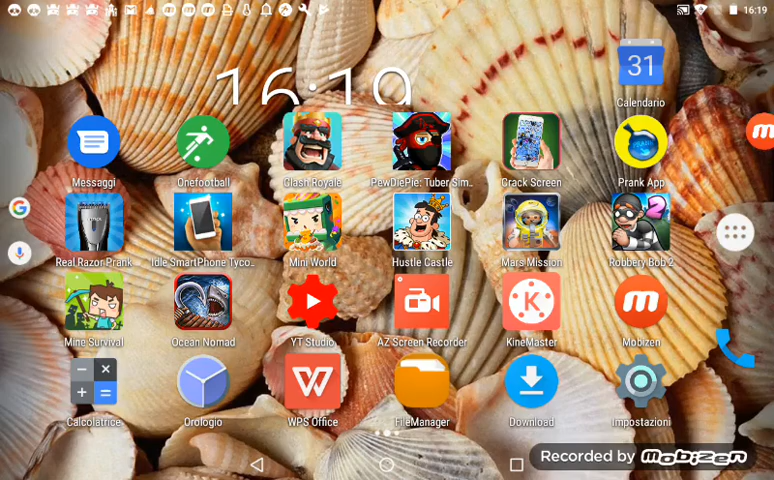 16:19
16:19
31
Calendario
Messaggi
Onefootball
Clash Royale
PewDiePie: Tuber Sim..
Crack Screen
Prank App
Real Razor Prank
Idle SmartPhone Tyco..
Mini World
Hustle Castle
Mars Mission
Robbery Bob 2
Mine Survival
Ocean Nomad
YT Studio
AZ Screen Recorder
KineMaster
Mobizen
Calcolatrice
Orologio
WPS Office
FileManager
Download
Impostazioni
Recorded by Mobizen